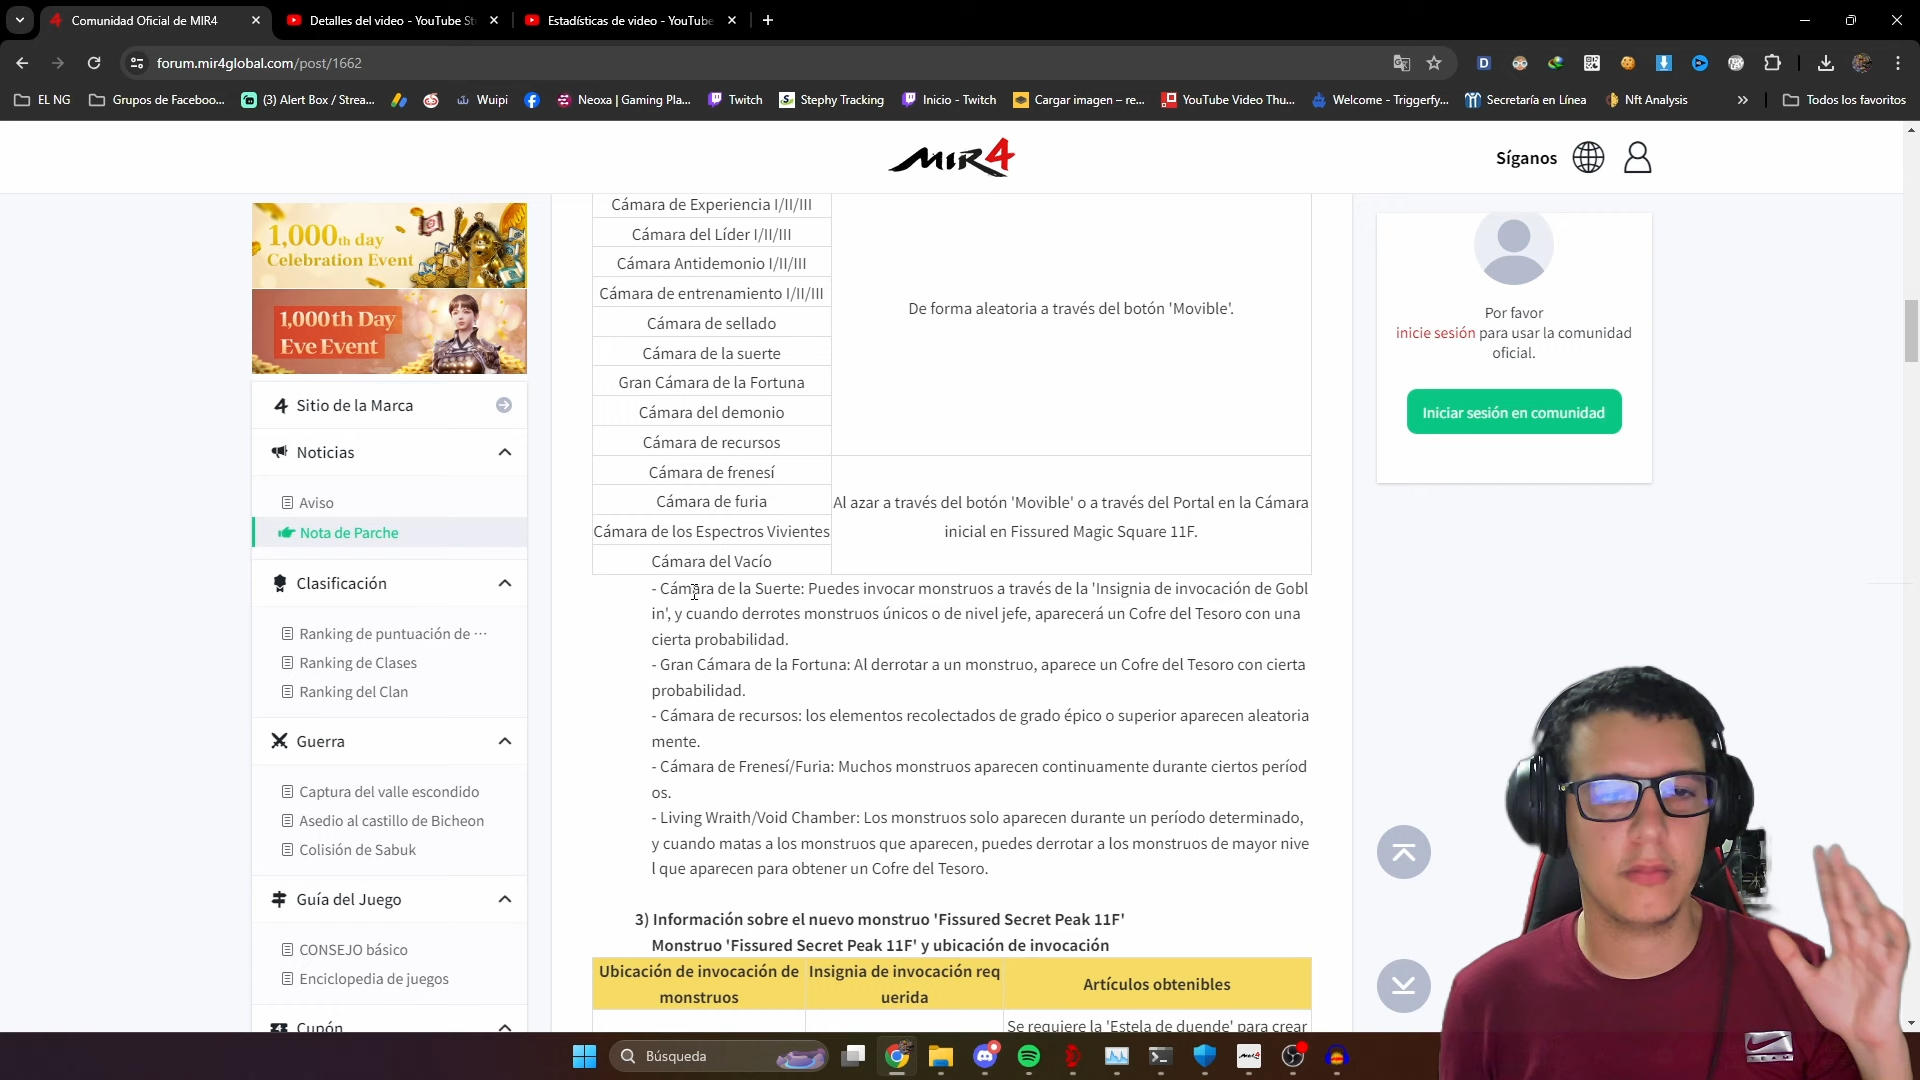 Comunidad Oficial de MIR4
Detalles del video - YouTube St
Estadísticas de video - YouTube
forum.mir4global.com/post/1662
EL NG
Grupos de Faceboo...
(3) Alert Box / Strea...
Wuipi
Neoxa | Gaming Pla...
Twitch
Stephy Tracking
Inicio - Twitch
Cargar imagen – re...
YouTube Video Thu...
Welcome - Triggerfy...
Secretaría en Línea
Nft Analysis
Todos los favoritos
MIR4
Síganos
1,000th day
Celebration Event
1,000th Day
Eve Event
Sitio de la Marca
Noticias
Aviso
Nota de Parche
Clasificación
Ranking de puntuación de ···
Ranking de Clases
Ranking del Clan
Guerra
Captura del valle escondido
Asedio al castillo de Bicheon
Colisión de Sabuk
Guía del Juego
CONSEJO básico
Enciclopedia de juegos
Cupón
Cámara de Experiencia I/II/III
Cámara del Líder I/II/III
Cámara Antidemonio I/II/III
Cámara de entrenamiento I/II/III
Cámara de sellado
Cámara de la suerte
Gran Cámara de la Fortuna
Cámara del demonio
Cámara de recursos
De forma aleatoria a través del botón 'Movible'.
Cámara de frenesí
Cámara de furia
Cámara de los Espectros Vivientes
Cámara del Vacío
Al azar a través del botón 'Movible' o a través del Portal en la Cámara
inicial en Fissured Magic Square 11F.
- Cámara de la Suerte: Puedes invocar monstruos a través de la 'Insignia de invocación de Gobl
in', y cuando derrotes monstruos únicos o de nivel jefe, aparecerá un Cofre del Tesoro con una
cierta probabilidad.
- Gran Cámara de la Fortuna: Al derrotar a un monstruo, aparece un Cofre del Tesoro con cierta
probabilidad.
- Cámara de recursos: los elementos recolectados de grado épico o superior aparecen aleatoria
mente.
- Cámara de Frenesí/Furia: Muchos monstruos aparecen continuamente durante ciertos períod
os.
- Living Wraith/Void Chamber: Los monstruos solo aparecen durante un período determinado,
y cuando matas a los monstruos que aparecen, puedes derrotar a los monstruos de mayor nive
l que aparecen para obtener un Cofre del Tesoro.
3) Información sobre el nuevo monstruo 'Fissured Secret Peak 11F'
Monstruo 'Fissured Secret Peak 11F' y ubicación de invocación
Ubicación de invocación de
monstruos
Insignia de invocación req
uerida
Artículos obtenibles
Se requiere la 'Estela de duende' para crear
Por favor
inicie sesión para usar la comunidad
oficial.
Iniciar sesión en comunidad
Búsqueda
TEAM